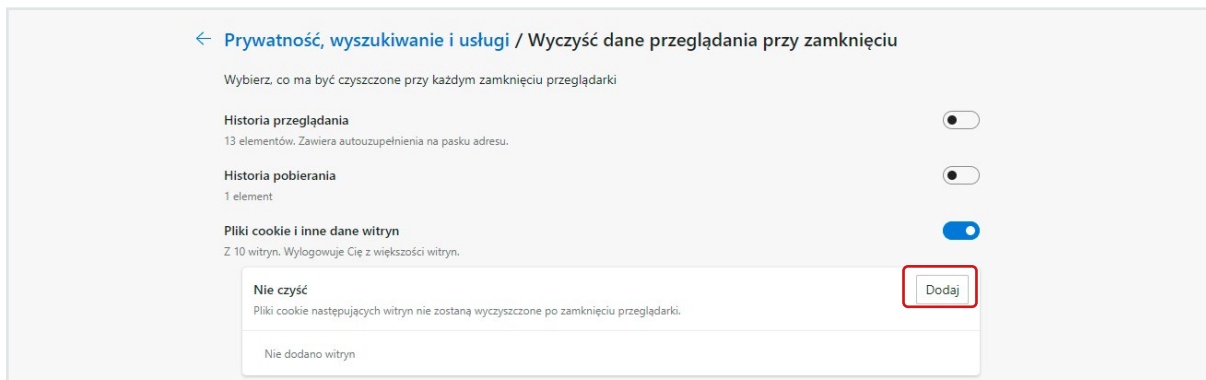 Prywatność, wyszukiwanie i usługi / Wyczyść dane przeglądania przy zamknięciu
Wybierz, co ma być czyszczone przy każdym zamknięciu przeglądarki
Historia przeglądania
13 elementów. Zawiera autouzupełnienia na pasku adresu.
Historia pobierania
1 element
Pliki cookie i inne dane witryn
Z 10 witryn. Wylogowuje Cię z większości witryn.
Nie czyść
Dodaj
Pliki cookie następujących witryn nie zostaną wyczyszczone po zamknięciu przeglądarki.
Nie dodano witryn